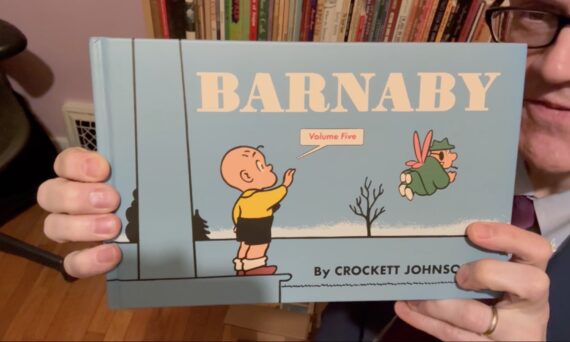 BARNABY
Volume Five
By CROCKETT JOHNSO